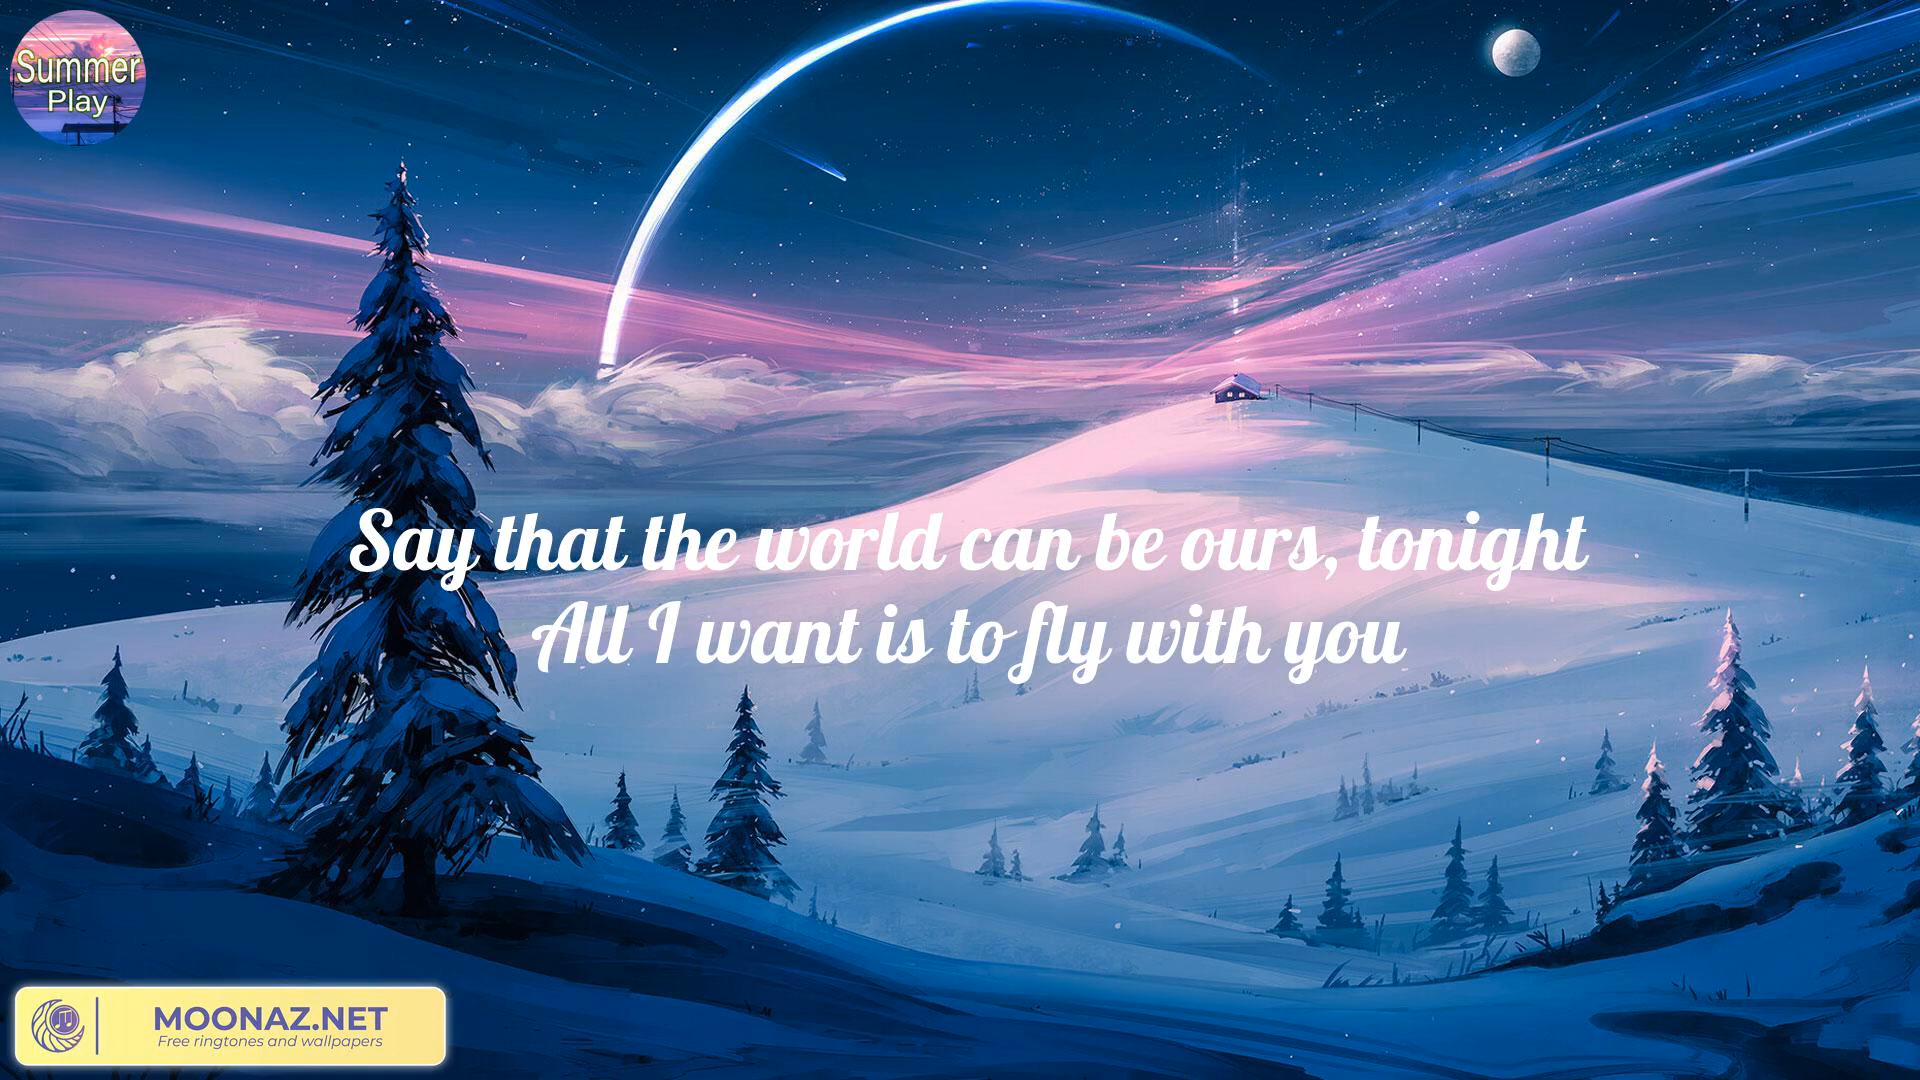 Summer
Play
Say that the world can be ours, tonight
All I want is to fly with you
MOONAZ.NET
Free ringtones and wallpapers